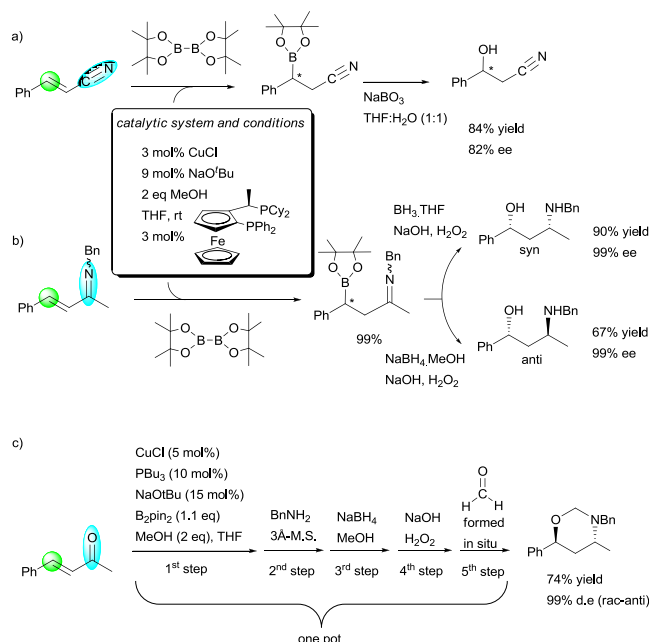 a)
Ph
C
N
O O
B B
O O
O O
B
*
N
NaBO3
THF:H2O (1:1)
OH
Ph
*
N
84% yield
82% ee
catalytic system and conditions
3 mol% CuCl
9 mol% NaOtBu
2 eq MeOH
THF, rt
3 mol%
PCy2
PPh2
Fe
b)
Bn
N
Ph
O O
B B
O O
O O
B
Bn
N
Ph
*
99%
BH3.THF
NaOH, H2O2
NaBH4.MeOH
NaOH, H2O2
OH NHBn
Ph
syn
90% yield
99% ee
OH NHBn
Ph
anti
67% yield
99% ee
c)
O
Ph
CuCl (5 mol%)
PBu3 (10 mol%)
NaOtBu (15 mol%)
B2pin2 (1.1 eq)
MeOH (2 eq), THF
1st step
BnNH2
3Å-M.S.
2nd step
NaBH4
MeOH
3rd step
NaOH
H2O2
4th step
O
H H
formed
in situ
5th step
O NBn
Ph
74% yield
99% d.e (rac-anti)
one pot